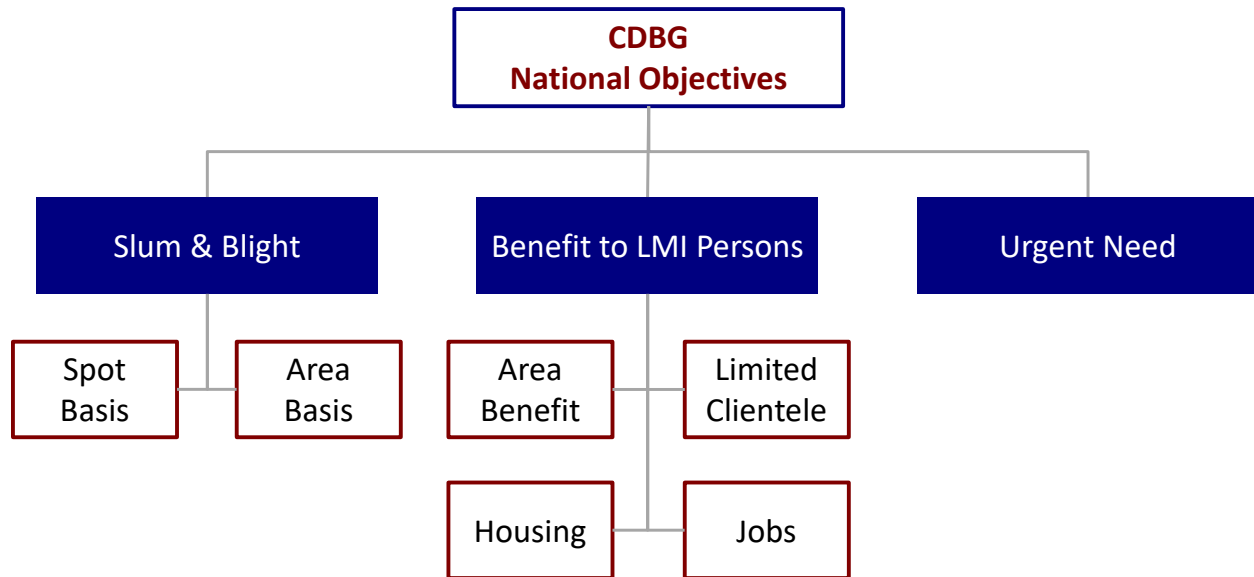 CDBG
National Objectives
Slum & Blight
Benefit to LMI Persons
Urgent Need
Spot
Basis
Area
Basis
Area
Benefit
Limited
Clientele
Housing
Jobs